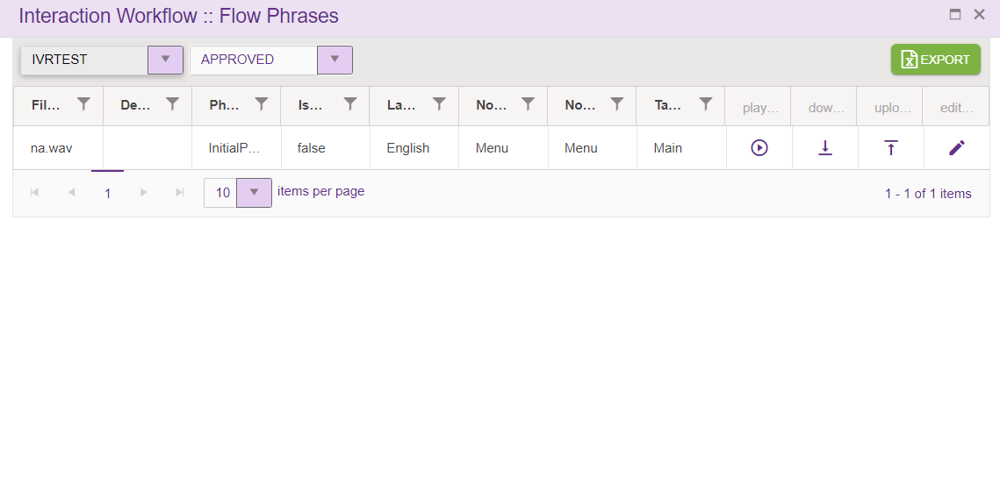 Interaction Workflow :: Flow Phrases
IVRTEST APPROVED EXPORT
Fil... De... Ph... Is... La... No... No... Ta... play... dow... uplo... edit...
na.wav InitialP... false English Menu Menu Main
1 10 items per page 1 - 1 of 1 items